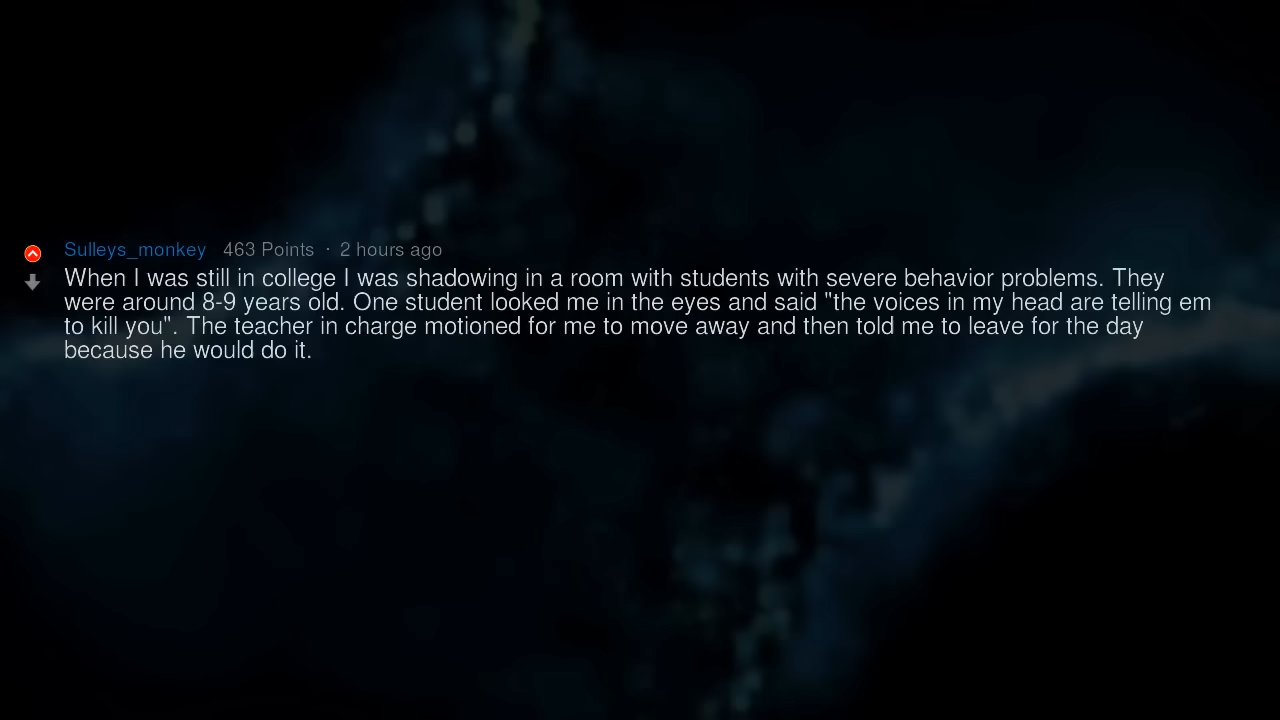 Sulleys_monkey 463 Points · 2 hours ago
When I was still in college I was shadowing in a room with students with severe behavior problems. They
were around 8-9 years old. One student looked me in the eyes and said "the voices in my head are telling em
to kill you". The teacher in charge motioned for me to move away and then told me to leave for the day
because he would do it.